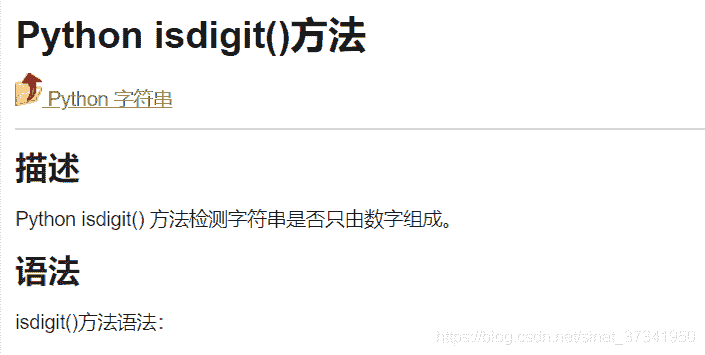 Python isdigit()方法
Python 字符串
描述
Python isdigit() 方法检测字符串是否只由数字组成。
语法
isdigit()方法语法：
https://blog.csdn.net/sinat_37341950